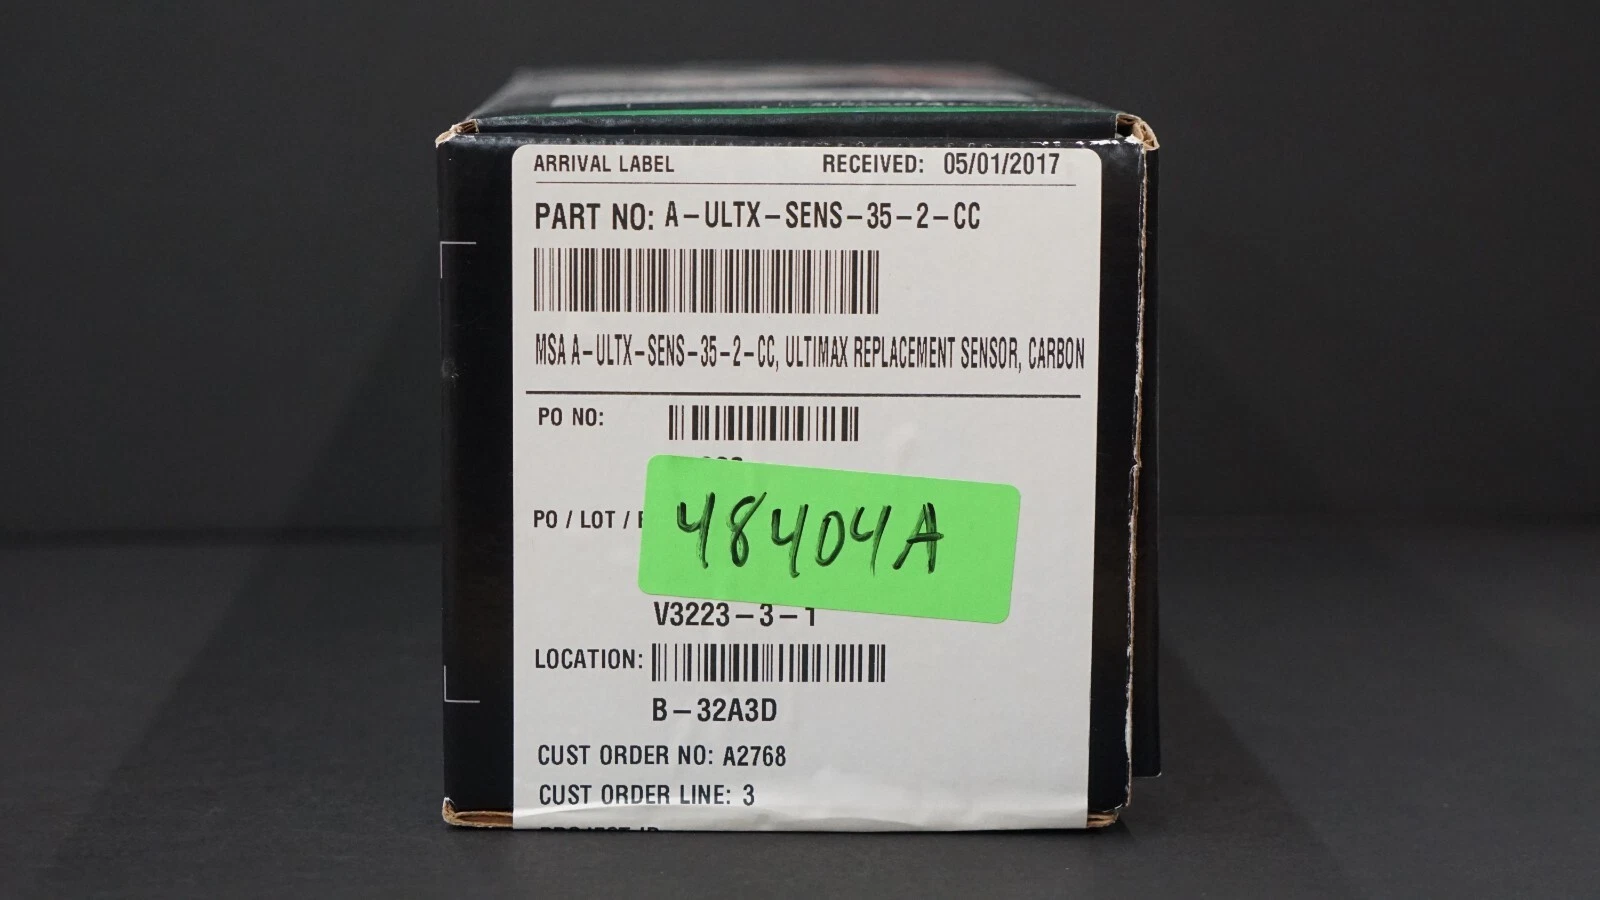 ARRIVAL LABEL RECEIVED: 05/01/2017
PART NO: A-ULTX-SENS-35-2-CC
MSA A-ULTX-SENS-35-2-CC, ULTIMAX REPLACEMENT SENSOR, CARBON
PO NO:
PO / LOT /
48404A
V3223-3-1
LOCATION:
B-32A3D
CUST ORDER NO: A2768
CUST ORDER LINE: 3